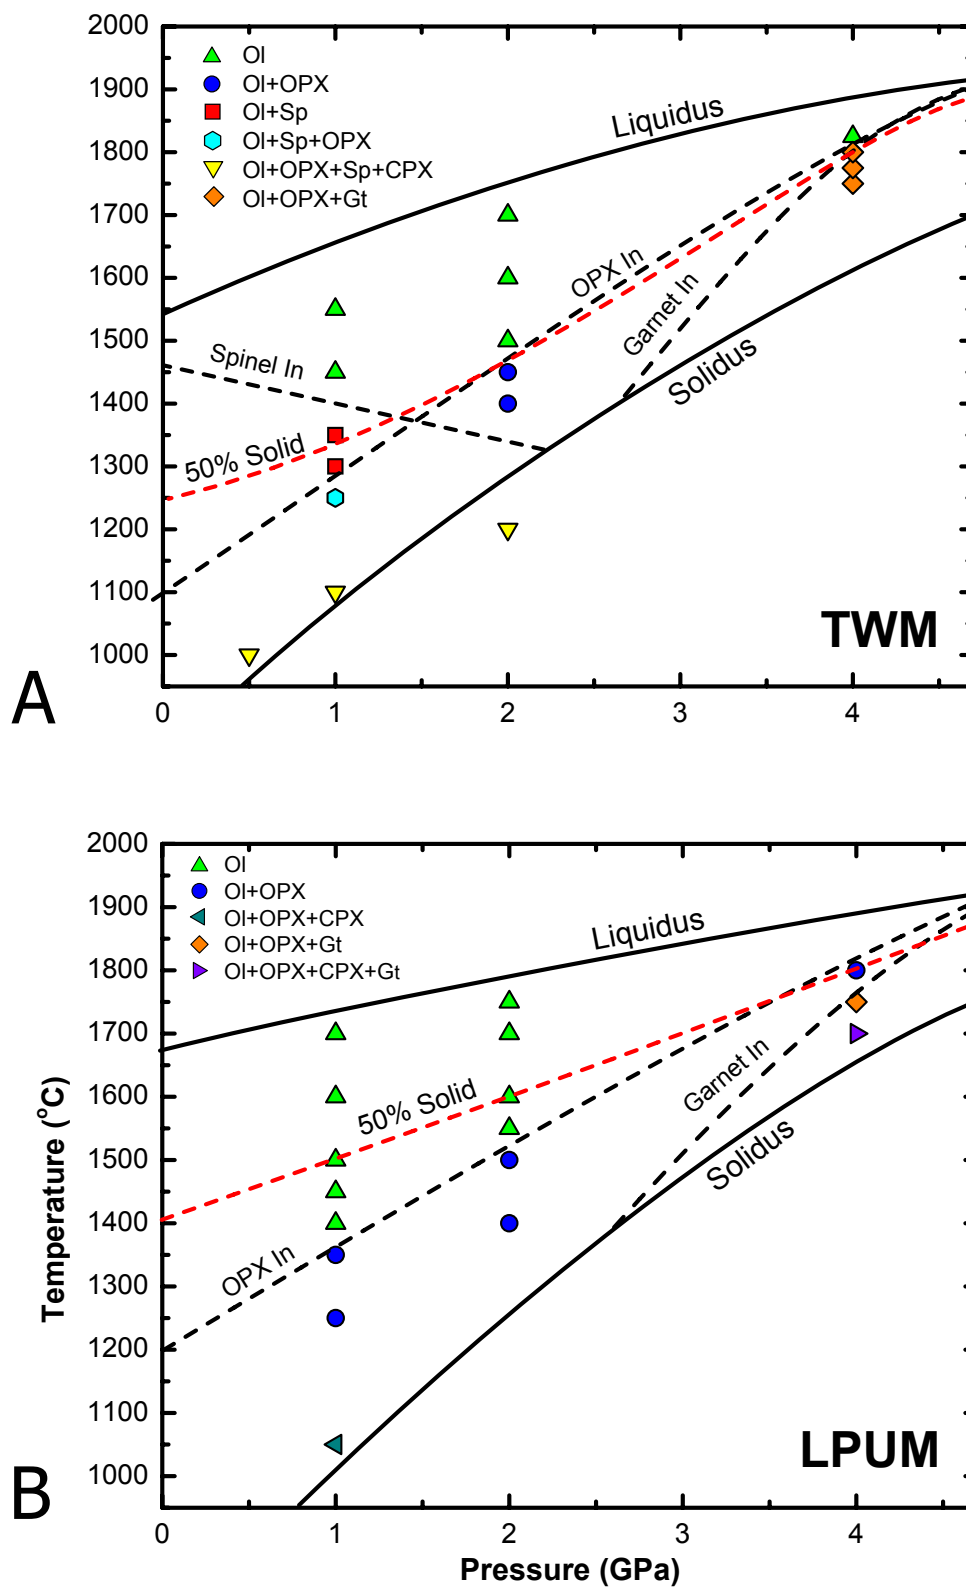 2000
1900
1800
1700
1600
1500
1400
1300
1200
1100
1000
Ol
Ol+OPX
Ol+Sp
Ol+Sp+OPX
Ol+OPX+Sp+CPX
Ol+OPX+Gt
Liquidus
OPX In
Garnet In
Solidus
Spinel In
50% Solid
TWM
A
0 1 2 3 4
2000
1900
1800
1700
1600
1500
1400
1300
1200
1100
1000
Ol
Ol+OPX
Ol+OPX+CPX
Ol+OPX+Gt
Ol+OPX+CPX+Gt
Liquidus
50% Solid
Garnet In
Solidus
OPX In
LPUM
B
Temperature (°C)
0 1 2 3 4
Pressure (GPa)